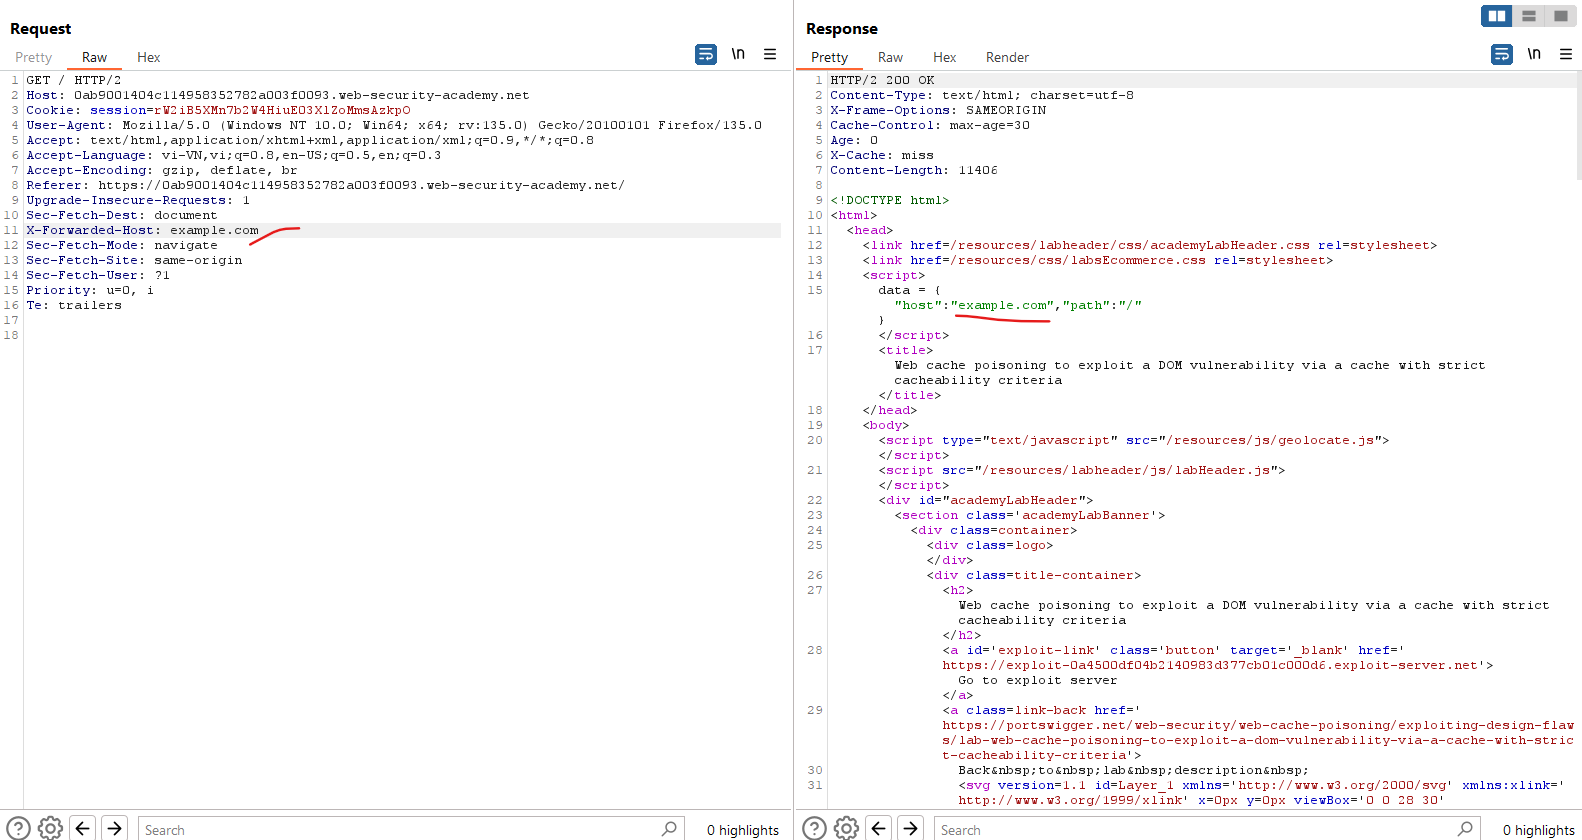 Request
Pretty Raw Hex
\n
1 GET / HTTP/2
2 Host: 0ab9001404c114958352782a003f0093.web-security-academy.net
3 Cookie: session=rW2iB5XMn7b2W4HiuE03X1ZoMmsAzkpO
4 User-Agent: Mozilla/5.0 (Windows NT 10.0; Win64; x64; rv:135.0) Gecko/20100101 Firefox/135.0
5 Accept: text/html,application/xhtml+xml,application/xml;q=0.9,*/*;q=0.8
6 Accept-Language: vi-VN,vi;q=0.8,en-US;q=0.5,en;q=0.3
7 Accept-Encoding: gzip, deflate, br
8 Referer: https://0ab9001404c114958352782a003f0093.web-security-academy.net/
9 Upgrade-Insecure-Requests: 1
10 Sec-Fetch-Dest: document
11 X-Forwarded-Host: example.com
12 Sec-Fetch-Mode: navigate
13 Sec-Fetch-Site: same-origin
14 Sec-Fetch-User: ?1
15 Priority: u=0, i
16 Te: trailers
17
18
Search
0 highlights
Response
Pretty Raw Hex Render
\n
1 HTTP/2 200 OK
2 Content-Type: text/html; charset=utf-8
3 X-Frame-Options: SAMEORIGIN
4 Cache-Control: max-age=30
5 Age: 0
6 X-Cache: miss
7 Content-Length: 11406
8
9 <!DOCTYPE html>
10 <html>
11 <head>
12 <link href=/resources/labheader/css/academyLabHeader.css rel=stylesheet>
13 <link href=/resources/css/labsEcommerce.css rel=stylesheet>
14 <script>
15 data = {
"host":"example.com","path":"/"
}
16 </script>
17 <title>
Web cache poisoning to exploit a DOM vulnerability via a cache with strict
cacheability criteria
</title>
18 </head>
19 <body>
20 <script type="text/javascript" src="/resources/js/geolocate.js">
</script>
21 <script src="/resources/labheader/js/labHeader.js">
</script>
22 <div id="academyLabHeader">
23 <section class='academyLabBanner'>
24 <div class=container>
25 <div class=logo>
</div>
26 <div class=title-container>
27 <h2>
Web cache poisoning to exploit a DOM vulnerability via a cache with strict
cacheability criteria
</h2>
28 <a id='exploit-link' class='button' target='_blank' href='
https://exploit-0a4500df04b2140983d377cb01c000d6.exploit-server.net'>
Go to exploit server
</a>
29 <a class=link-back href='
https://portswigger.net/web-security/web-cache-poisoning/exploiting-design-flaw
s/lab-web-cache-poisoning-to-exploit-a-dom-vulnerability-via-a-cache-with-stric
t-cacheability-criteria'>
30 Back&nbsp;to&nbsp;lab&nbsp;description&nbsp;
31 <svg version=1.1 id=Layer_1 xmlns='http://www.w3.org/2000/svg' xmlns:xlink='
http://www.w3.org/1999/xlink' x=0px y=0px viewBox='0 0 28 30'
Search
0 highlights